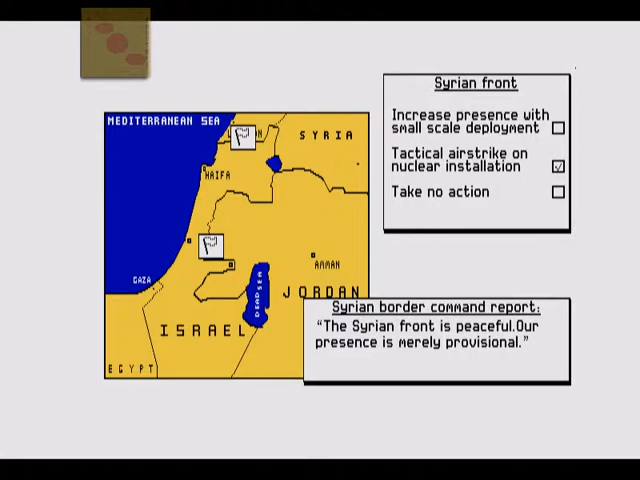 Syrian front
MEDITERRANEAN SEA
Increase presence with
small scale deployment
SYRIA
Tactical airstrike on
nuclear installation
HAIFA
Take no action
AMMAN
GAZA
DEAD SEA
JORDAN
Syrian border command report:
"The Syrian front is peaceful.Our
presence is merely provisional."
ISRAEL
EGYPT